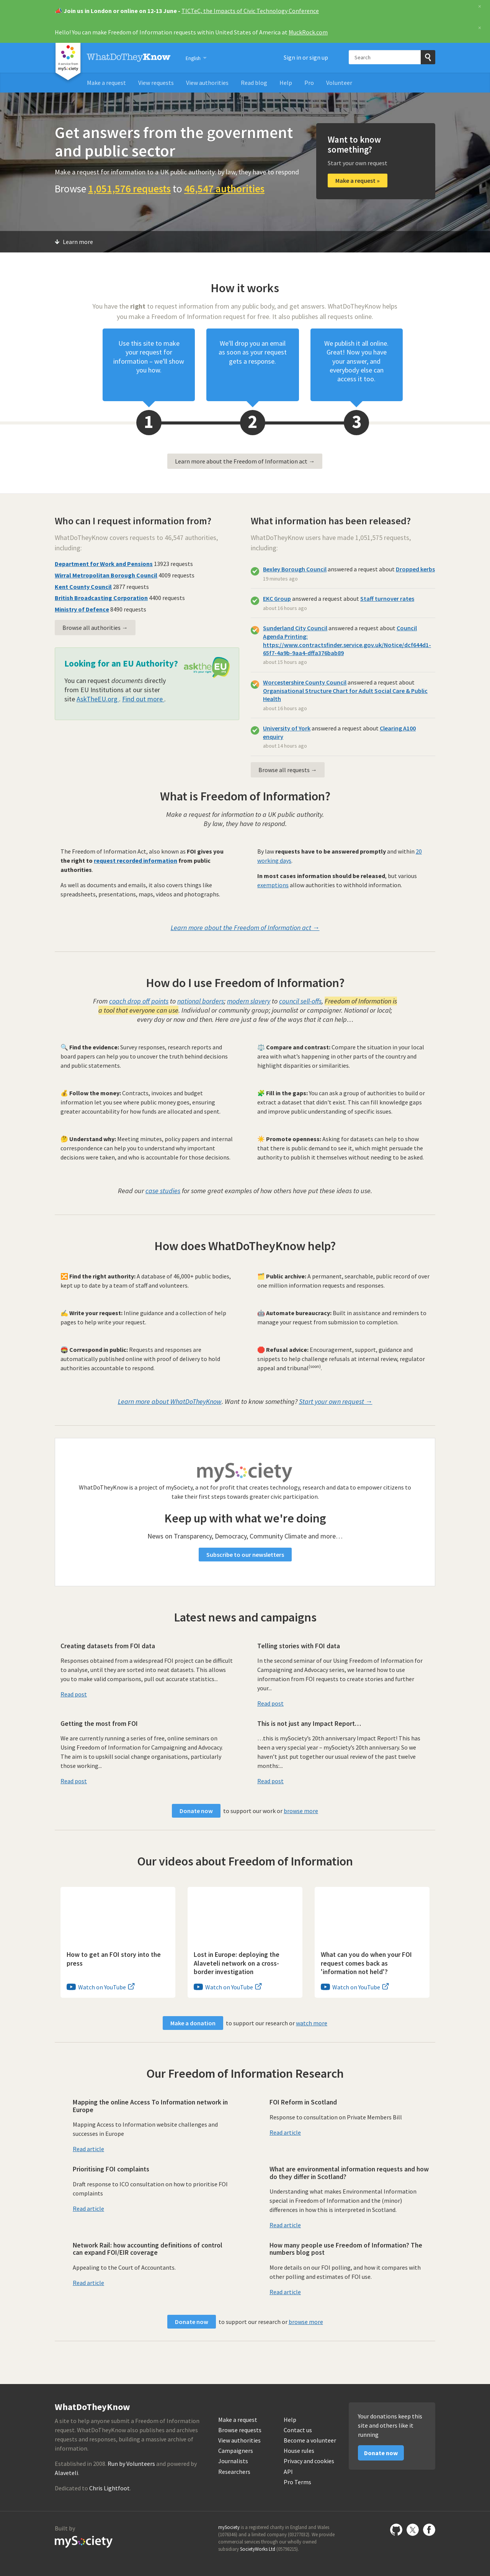 📣 Join us in London or online on 12-13 June - TICTeC, the Impacts of Civic Technology Conference
×
Hello! You can make Freedom of Information requests within United States of America at MuckRock.com
×
WhatDoTheyKnow
English
Sign in or sign up
Search
Make a request
View requests
View authorities
Read blog
Help
Pro
Volunteer
Get answers from the government
and public sector
Make a request for information to a UK public authority: by law, they have to respond
Browse 1,051,576 requests to 46,547 authorities
Want to know
something?
Start your own request
Make a request »
Learn more
How it works
You have the right to request information from any public body, and get answers. WhatDoTheyKnow helps
you make a Freedom of Information request for free. It also publishes all requests online.
Use this site to make
your request for
information – we'll show
you how.
We'll drop you an email
as soon as your request
gets a response.
We publish it all online.
Great! Now you have
your answer, and
everybody else can
access it too.
1
2
3
Learn more about the Freedom of Information act →
Who can I request information from?
WhatDoTheyKnow covers requests to 46,547 authorities,
including:
Department for Work and Pensions 13923 requests
Wirral Metropolitan Borough Council 4009 requests
Kent County Council 2877 requests
British Broadcasting Corporation 4400 requests
Ministry of Defence 8490 requests
Browse all authorities →
Looking for an EU Authority?
asktheEU
You can request documents directly
from EU Institutions at our sister
site AskTheEU.org . Find out more .
What information has been released?
WhatDoTheyKnow users have made 1,051,575 requests,
including:
Bexley Borough Council answered a request about Dropped kerbs
19 minutes ago
EKC Group answered a request about Staff turnover rates
about 16 hours ago
Sunderland City Council answered a request about Council
Agenda Printing:
https://www.contractsfinder.service.gov.uk/Notice/dcf644d1-
65f7-4a9b-9aa4-dffa376bab89
about 15 hours ago
Worcestershire County Council answered a request about
Organisational Structure Chart for Adult Social Care & Public
Health
about 16 hours ago
University of York answered a request about Clearing A100
enquiry
about 14 hours ago
Browse all requests →
What is Freedom of Information?
Make a request for information to a UK public authority.
By law, they have to respond.
The Freedom of Information Act, also known as FOI gives you
the right to request recorded information from public
authorities.
As well as documents and emails, it also covers things like
spreadsheets, presentations, maps, videos and photographs.
By law requests have to be answered promptly and within 20
working days.
In most cases information should be released, but various
exemptions allow authorities to withhold information.
Learn more about the Freedom of Information act →
How do I use Freedom of Information?
From coach drop off points to national borders; modern slavery to council sell-offs, Freedom of Information is
a tool that everyone can use. Individual or community group; journalist or campaigner. National or local;
every day or now and then. Here are just a few of the ways that it can help…
🔍 Find the evidence: Survey responses, research reports and
board papers can help you to uncover the truth behind decisions
and public statements.
⚖️ Compare and contrast: Compare the situation in your local
area with what's happening in other parts of the country and
highlight disparities or similarities.
💰 Follow the money: Contracts, invoices and budget
information let you see where public money goes, ensuring
greater accountability for how funds are allocated and spent.
🧩 Fill in the gaps: You can ask a group of authorities to build or
extract a dataset that didn't exist. This can fill knowledge gaps
and improve public understanding of specific issues.
🤔 Understand why: Meeting minutes, policy papers and internal
correspondence can help you to understand why important
decisions were taken, and who is accountable for those decisions.
☀️ Promote openness: Asking for datasets can help to show
that there is public demand to see it, which might persuade the
authority to publish it themselves without needing to be asked.
Read our case studies for some great examples of how others have put these ideas to use.
How does WhatDoTheyKnow help?
🔀 Find the right authority: A database of 46,000+ public bodies,
kept up to date by a team of staff and volunteers.
🗂️ Public archive: A permanent, searchable, public record of over
one million information requests and responses.
✍️ Write your request: Inline guidance and a collection of help
pages to help write your request.
🤖 Automate bureaucracy: Built in assistance and reminders to
manage your request from submission to completion.
📮 Correspond in public: Requests and responses are
automatically published online with proof of delivery to hold
authorities accountable to respond.
🛑 Refusal advice: Encouragement, support, guidance and
snippets to help challenge refusals at internal review, regulator
appeal and tribunal(soon!)
Learn more about WhatDoTheyKnow. Want to know something? Start your own request →
mySociety
WhatDoTheyKnow is a project of mySociety, a not for profit that creates technology, research and data to empower citizens to
take their first steps towards greater civic participation.
Keep up with what we're doing
News on Transparency, Democracy, Community Climate and more…
Subscribe to our newsletters
Latest news and campaigns
Creating datasets from FOI data
Responses obtained from a widespread FOI project can be difficult
to analyse, until they are sorted into neat datasets. This allows
you to make valid comparisons, pull out accurate statistics...
Read post
Telling stories with FOI data
In the second seminar of our Using Freedom of Information for
Campaigning and Advocacy series, we learned how to use
information from FOI requests to create stories and further
your...
Read post
Getting the most from FOI
We are currently running a series of free, online seminars on
Using Freedom of Information for Campaigning and Advocacy.
The aim is to upskill social change organisations, particularly
those working...
Read post
This is not just any Impact Report…
…this is mySociety's 20th anniversary Impact Report! This has
been a very special year – mySociety's 20th anniversary. So we
haven't just put together our usual review of the past twelve
months:...
Read post
Donate now to support our work or browse more
Our videos about Freedom of Information
How to get an FOI story into the
press
Watch on YouTube
Lost in Europe: deploying the
Alaveteli network on a cross-
border investigation
Watch on YouTube
What can you do when your FOI
request comes back as
'information not held'?
Watch on YouTube
Make a donation to support our research or watch more
Our Freedom of Information Research
Mapping the online Access To Information network in
Europe
Mapping Access to Information website challenges and
successes in Europe
Read article
FOI Reform in Scotland
Response to consultation on Private Members Bill
Read article
Prioritising FOI complaints
Draft response to ICO consultation on how to prioritise FOI
complaints
Read article
What are environmental information requests and how
do they differ in Scotland?
Understanding what makes Environmental Information
special in Freedom of Information and the (minor)
differences in how this is interpreted in Scotland.
Read article
Network Rail: how accounting definitions of control
can expand FOI/EIR coverage
Appealing to the Court of Accountants.
Read article
How many people use Freedom of Information? The
numbers blog post
More details on our FOI polling, and how it compares with
other polling and estimates of FOI use.
Read article
Donate now to support our research or browse more
WhatDoTheyKnow
A site to help anyone submit a Freedom of Information
request. WhatDoTheyKnow also publishes and archives
requests and responses, building a massive archive of
information.
Established in 2008. Run by Volunteers and powered by
Alaveteli.
Dedicated to Chris Lightfoot.
Make a request
Browse requests
View authorities
Campaigners
Journalists
Researchers
Help
Contact us
Become a volunteer
House rules
Privacy and cookies
API
Pro Terms
Your donations keep this
site and others like it
running
Donate now
Built by
mySociety
mySociety is a registered charity in England and Wales
(1076346) and a limited company (03277032). We provide
commercial services through our wholly owned
subsidiary SocietyWorks Ltd (05798215).